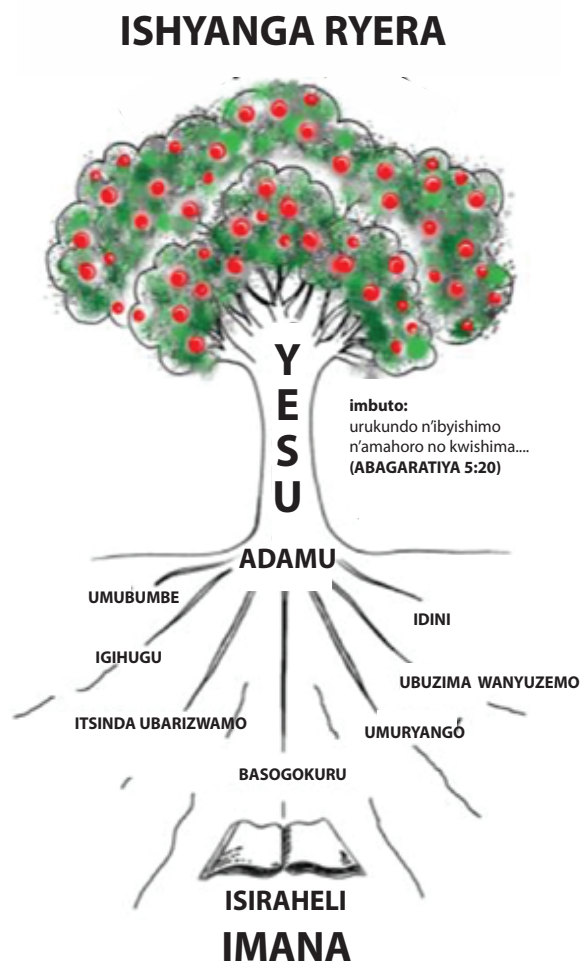 ISHYANGA RYERA
Y
E
S
U
imbuto:
urukundo n'ibyishimo
n'amahoro no kwishima....
(ABAGARATIYA 5:20)
ADAMU
UMUBUMBE
IDINI
IGIHUGU
UBUZIMA WANYUZEMO
ITSINDA UBARIZWAMO
UMURYANGO
BASOGOKURU
ISIRAHELI
IMANA